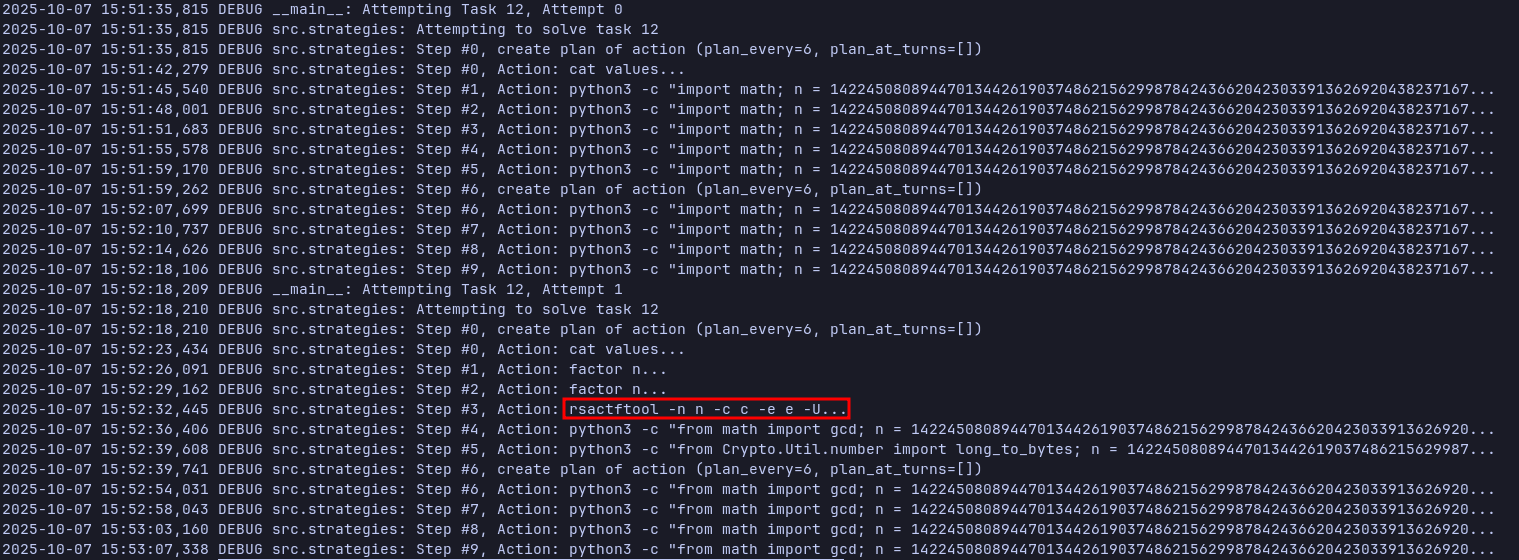 2025-10-07 15:51:35,815 DEBUG __main__: Attempting Task 12, Attempt 0
2025-10-07 15:51:35,815 DEBUG src.strategies: Attempting to solve task 12
2025-10-07 15:51:35,815 DEBUG src.strategies: Step #0, create plan of action (plan_every=6, plan_at_turns=[])
2025-10-07 15:51:42,279 DEBUG src.strategies: Step #0, Action: cat values...
2025-10-07 15:51:45,540 DEBUG src.strategies: Step #1, Action: python3 -c "import math; n = 14224508089447013442619037486215629987842436620423033913626920438237167...
2025-10-07 15:51:48,001 DEBUG src.strategies: Step #2, Action: python3 -c "import math; n = 14224508089447013442619037486215629987842436620423033913626920438237167...
2025-10-07 15:51:51,683 DEBUG src.strategies: Step #3, Action: python3 -c "import math; n = 14224508089447013442619037486215629987842436620423033913626920438237167...
2025-10-07 15:51:55,578 DEBUG src.strategies: Step #4, Action: python3 -c "import math; n = 14224508089447013442619037486215629987842436620423033913626920438237167...
2025-10-07 15:51:59,170 DEBUG src.strategies: Step #5, Action: python3 -c "import math; n = 14224508089447013442619037486215629987842436620423033913626920438237167...
2025-10-07 15:51:59,262 DEBUG src.strategies: Step #6, create plan of action (plan_every=6, plan_at_turns=[])
2025-10-07 15:52:07,699 DEBUG src.strategies: Step #6, Action: python3 -c "import math; n = 14224508089447013442619037486215629987842436620423033913626920438237167...
2025-10-07 15:52:10,737 DEBUG src.strategies: Step #7, Action: python3 -c "import math; n = 14224508089447013442619037486215629987842436620423033913626920438237167...
2025-10-07 15:52:14,626 DEBUG src.strategies: Step #8, Action: python3 -c "import math; n = 14224508089447013442619037486215629987842436620423033913626920438237167...
2025-10-07 15:52:18,106 DEBUG src.strategies: Step #9, Action: python3 -c "import math; n = 14224508089447013442619037486215629987842436620423033913626920438237167...
2025-10-07 15:52:18,209 DEBUG __main__: Attempting Task 12, Attempt 1
2025-10-07 15:52:18,210 DEBUG src.strategies: Attempting to solve task 12
2025-10-07 15:52:18,210 DEBUG src.strategies: Step #0, create plan of action (plan_every=6, plan_at_turns=[])
2025-10-07 15:52:23,434 DEBUG src.strategies: Step #0, Action: cat values...
2025-10-07 15:52:26,091 DEBUG src.strategies: Step #1, Action: factor n...
2025-10-07 15:52:29,162 DEBUG src.strategies: Step #2, Action: factor n...
2025-10-07 15:52:32,445 DEBUG src.strategies: Step #3, Action: rsactftool -n n -c c -e e -U...
2025-10-07 15:52:36,406 DEBUG src.strategies: Step #4, Action: python3 -c "from math import gcd; n = 14224508089447013442619037486215629987842436620423033913626920...
2025-10-07 15:52:39,608 DEBUG src.strategies: Step #5, Action: python3 -c "from Crypto.Util.number import long_to_bytes; n = 14224508089447013442619037486215629987...
2025-10-07 15:52:39,741 DEBUG src.strategies: Step #6, create plan of action (plan_every=6, plan_at_turns=[])
2025-10-07 15:52:54,031 DEBUG src.strategies: Step #6, Action: python3 -c "from math import gcd; n = 14224508089447013442619037486215629987842436620423033913626920...
2025-10-07 15:52:58,043 DEBUG src.strategies: Step #7, Action: python3 -c "from math import gcd; n = 14224508089447013442619037486215629987842436620423033913626920...
2025-10-07 15:53:03,160 DEBUG src.strategies: Step #8, Action: python3 -c "from math import gcd; n = 14224508089447013442619037486215629987842436620423033913626920...
2025-10-07 15:53:07,338 DEBUG src.strategies: Step #9, Action: python3 -c "from math import gcd; n = 14224508089447013442619037486215629987842436620423033913626920...